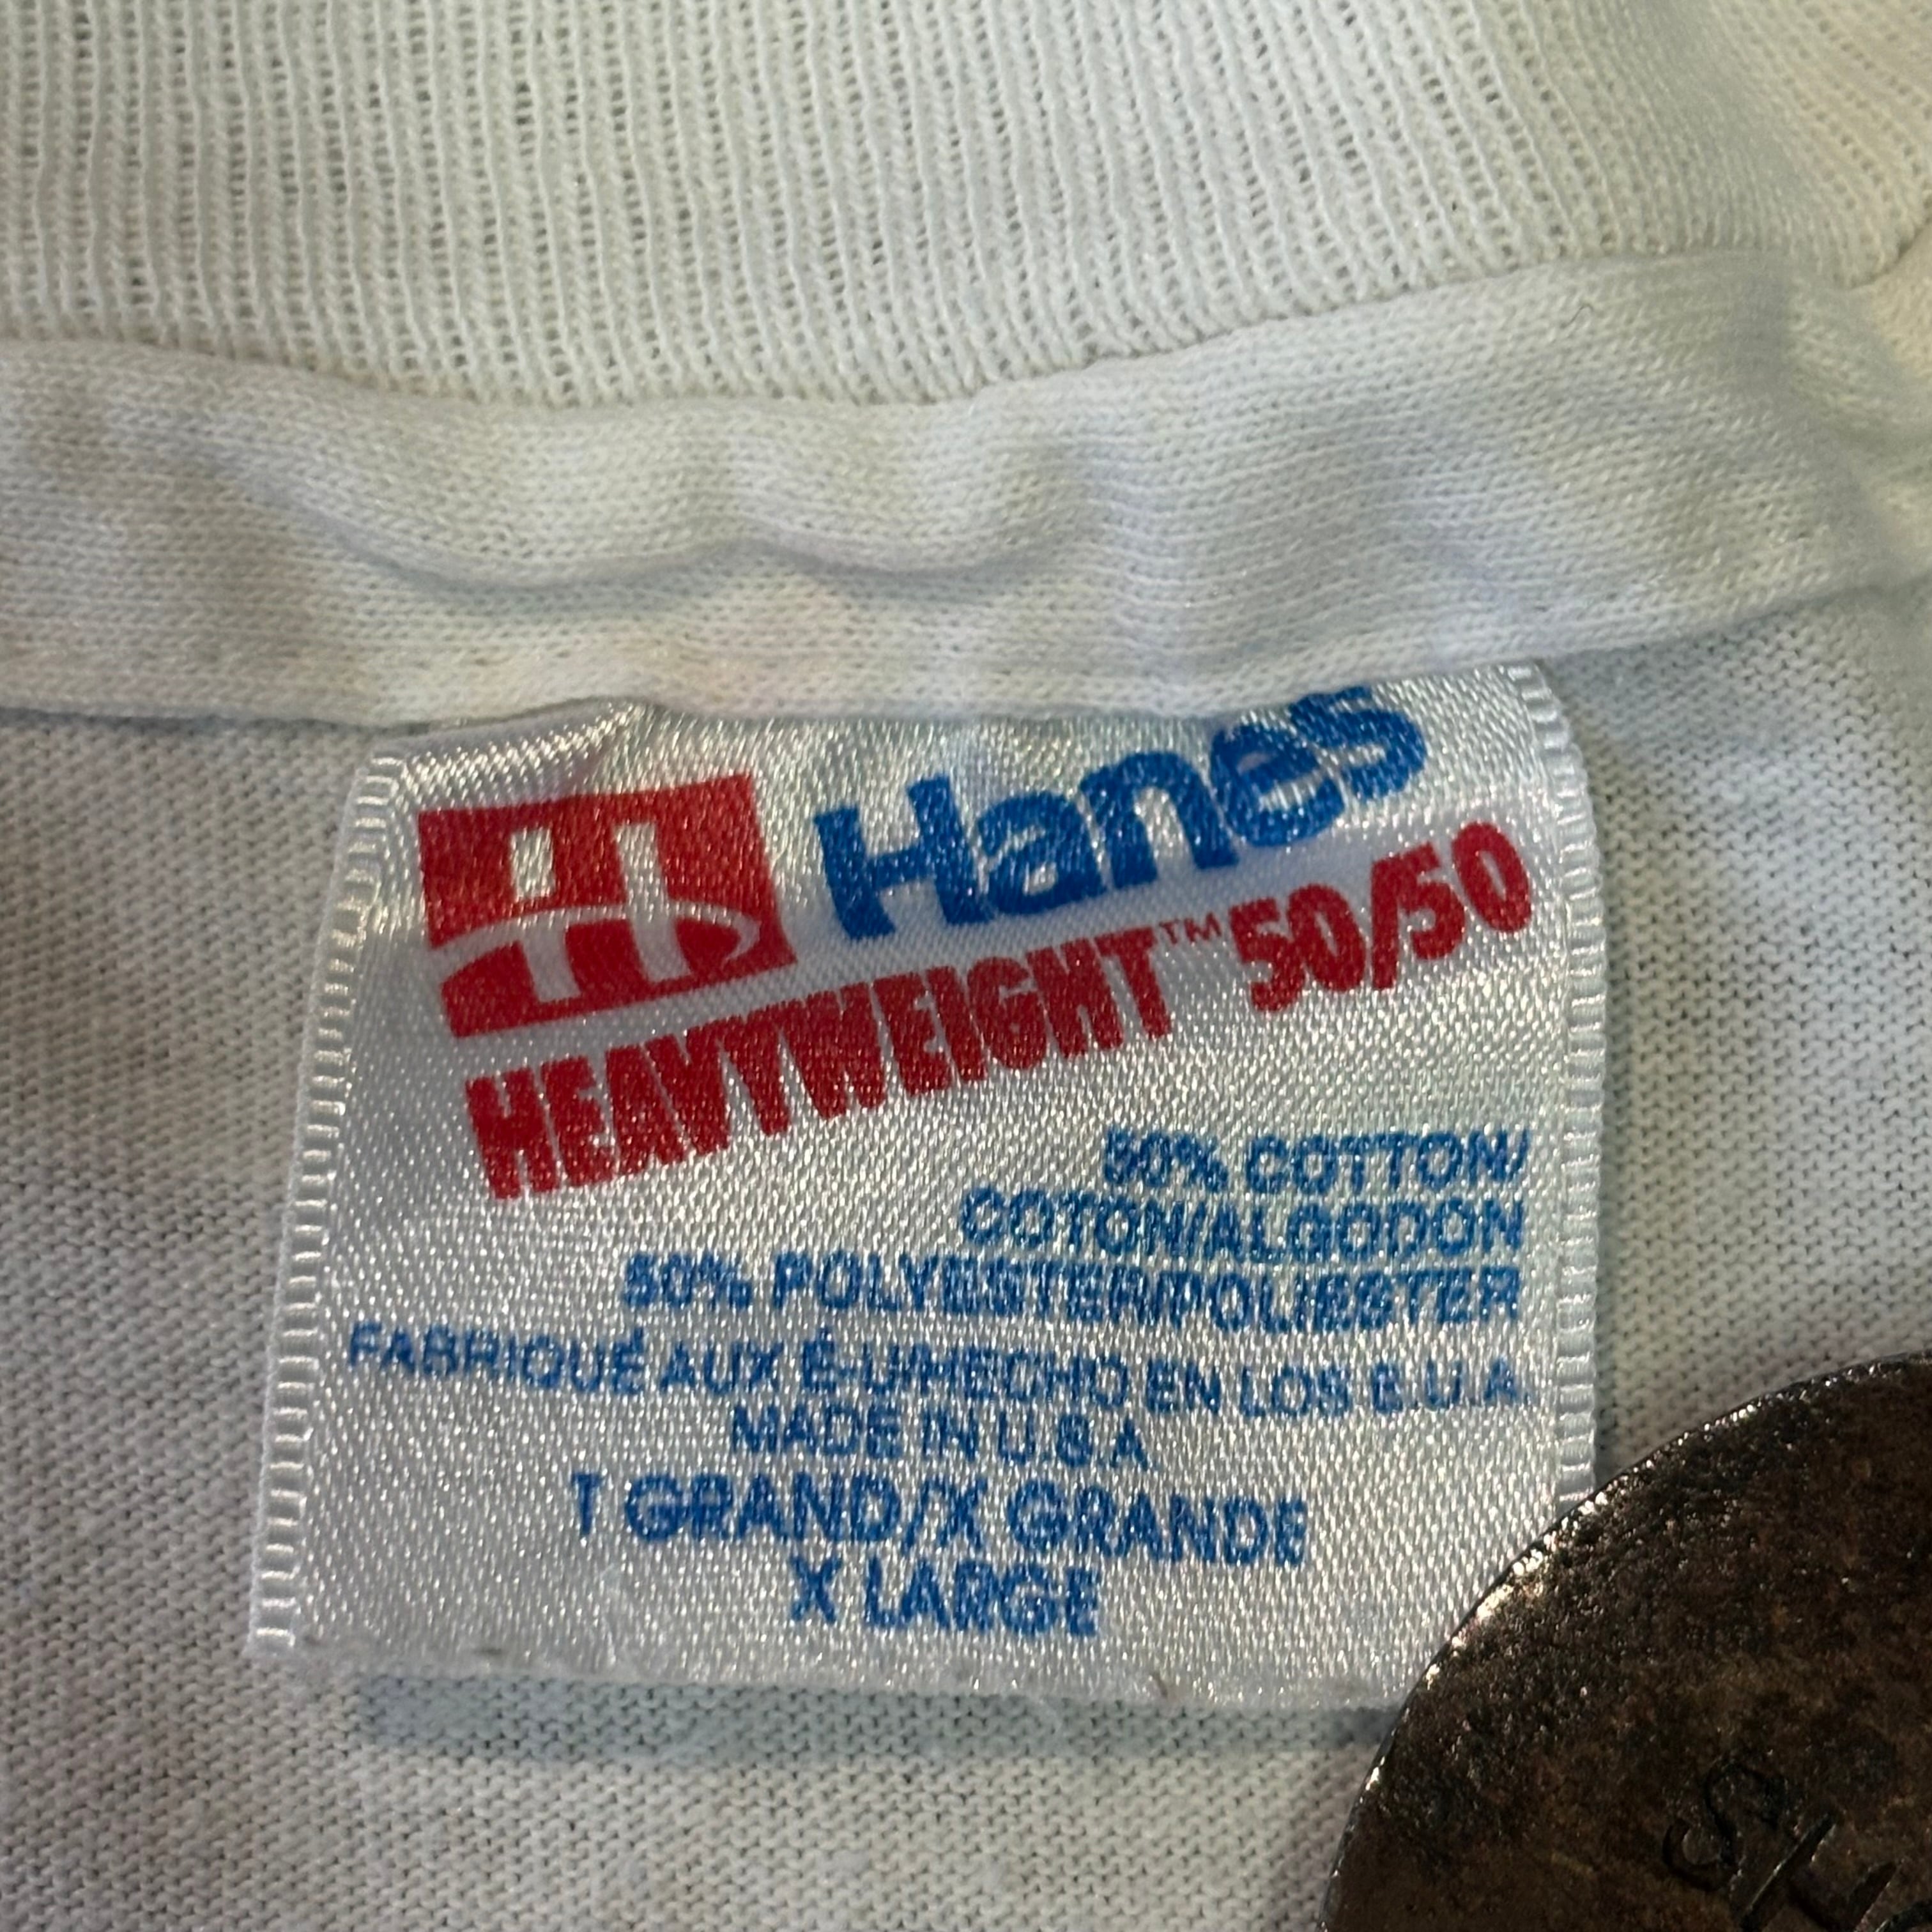 Hanes
HEAVYWEIGHT™ 50/50
50% COTTON/
COTON/ALGODON
50% POLYESTER/POLIESTER
FABRIQUÉ AUX É-U/HECHO EN LOS E.U.A.
MADE IN U.S.A.
T GRAND/X GRANDE
X LARGE